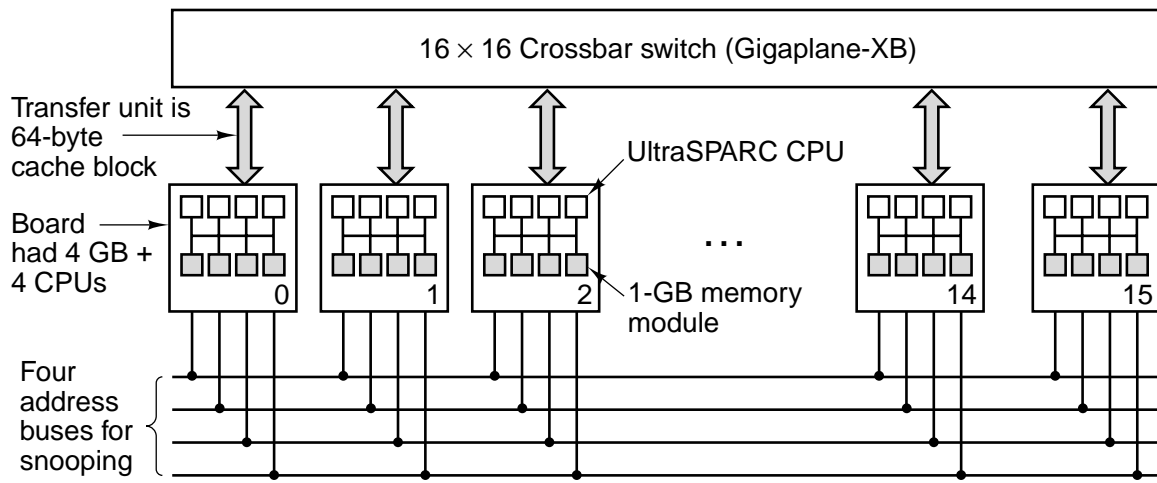 16 × 16 Crossbar switch (Gigaplane-XB)
Transfer unit is
64-byte
cache block
UltraSPARC CPU
Board
had 4 GB +
4 CPUs
...
0
1
2
14
15
1-GB memory
module
Four
address
buses for
snooping